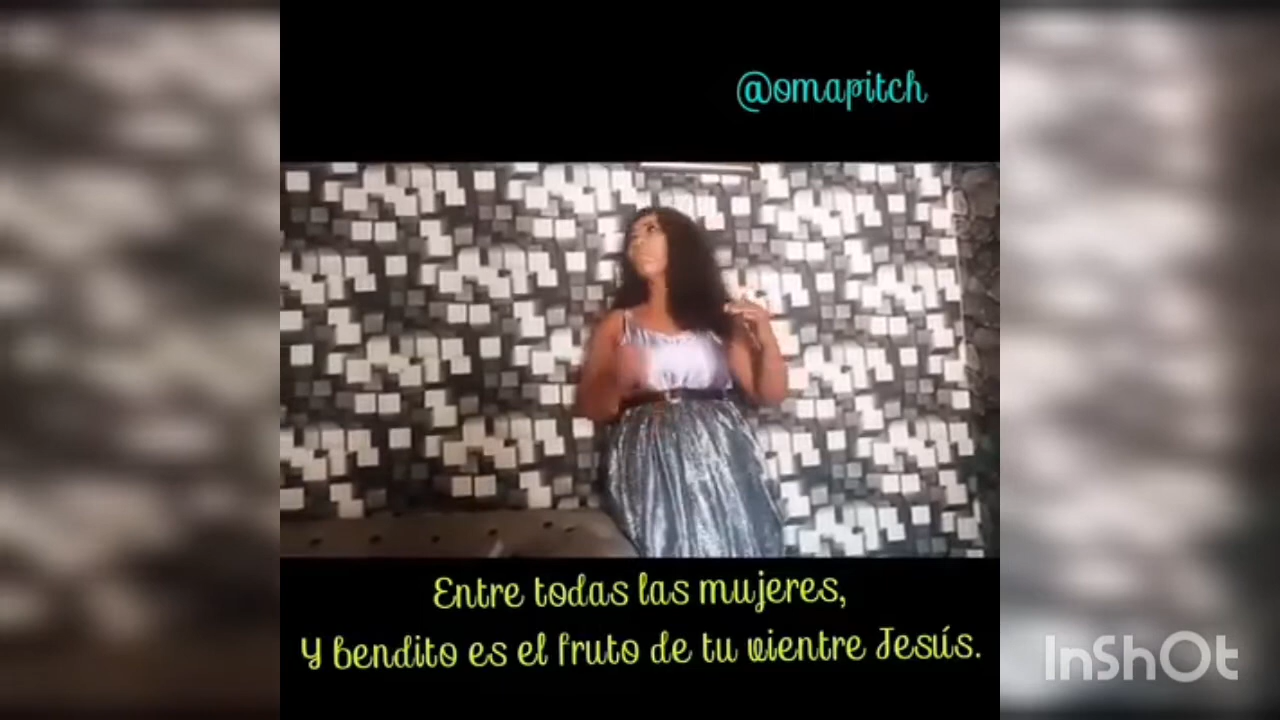 @omapitch
Entre todas las mujeres,
Y bendito es el fruto de tu vientre Jesús.
InShOt